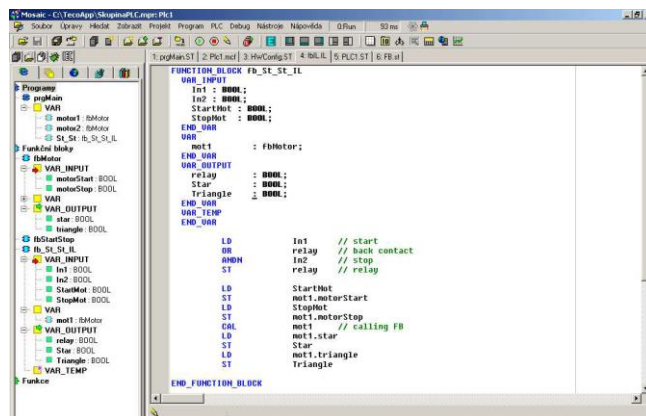 Mosaic - C:\TecoApp\SkupinaPLC.mpr: Plc1
Soubor Úpravy Hledat Zobrazit Projekt Program PLC Debug Nástroje Nápověda 0.Run 93 ms
1: prgMain.ST 2: Plc1.mcf 3: HWConfig.ST 4: fbIL.IL 5: PLC1.ST 6: FB.st
Programy
prgMain
VAR
motor1 : fbMotor
motor2 : fbMotor
St_St : fb_St_St_IL
Funkční bloky
fbMotor
VAR_INPUT
motorStart : BOOL
motorStop : BOOL
VAR
VAR_OUTPUT
star : BOOL
triangle : BOOL
fbStartStop
fb_St_St_IL
VAR_INPUT
In1 : BOOL
In2 : BOOL
StartMot : BOOL
StopMot : BOOL
VAR
mot1 : fbMotor
VAR_OUTPUT
relay : BOOL
Star : BOOL
Triangle : BOOL
VAR_TEMP
Funkce
FUNCTION_BLOCK fb_St_St_IL
VAR_INPUT
In1 : BOOL;
In2 : BOOL;
StartMot : BOOL;
StopMot : BOOL;
END_VAR
VAR
mot1 : fbMotor;
END_VAR
VAR_OUTPUT
relay : BOOL;
Star : BOOL;
Triangle : BOOL;
END_VAR
VAR_TEMP
END_VAR
LD In1 // start
OR relay // back contact
ANDN In2 // stop
ST relay // relay
LD StartMot
ST mot1.motorStart
LD StopMot
ST mot1.motorStop
CAL mot1 // calling FB
LD mot1.star
ST Star
LD mot1.triangle
ST Triangle
END_FUNCTION_BLOCK